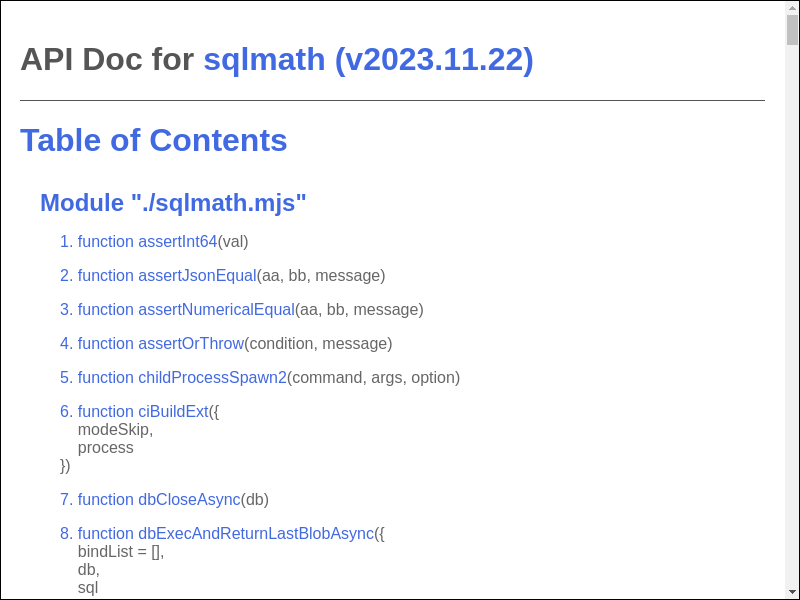 API Doc for sqlmath (v2023.11.22)
Table of Contents
Module "./sqlmath.mjs"
1. function assertInt64(val)
2. function assertJsonEqual(aa, bb, message)
3. function assertNumericalEqual(aa, bb, message)
4. function assertOrThrow(condition, message)
5. function childProcessSpawn2(command, args, option)
6. function ciBuildExt({
modeSkip,
process
})
7. function dbCloseAsync(db)
8. function dbExecAndReturnLastBlobAsync({
bindList = [],
db,
sql